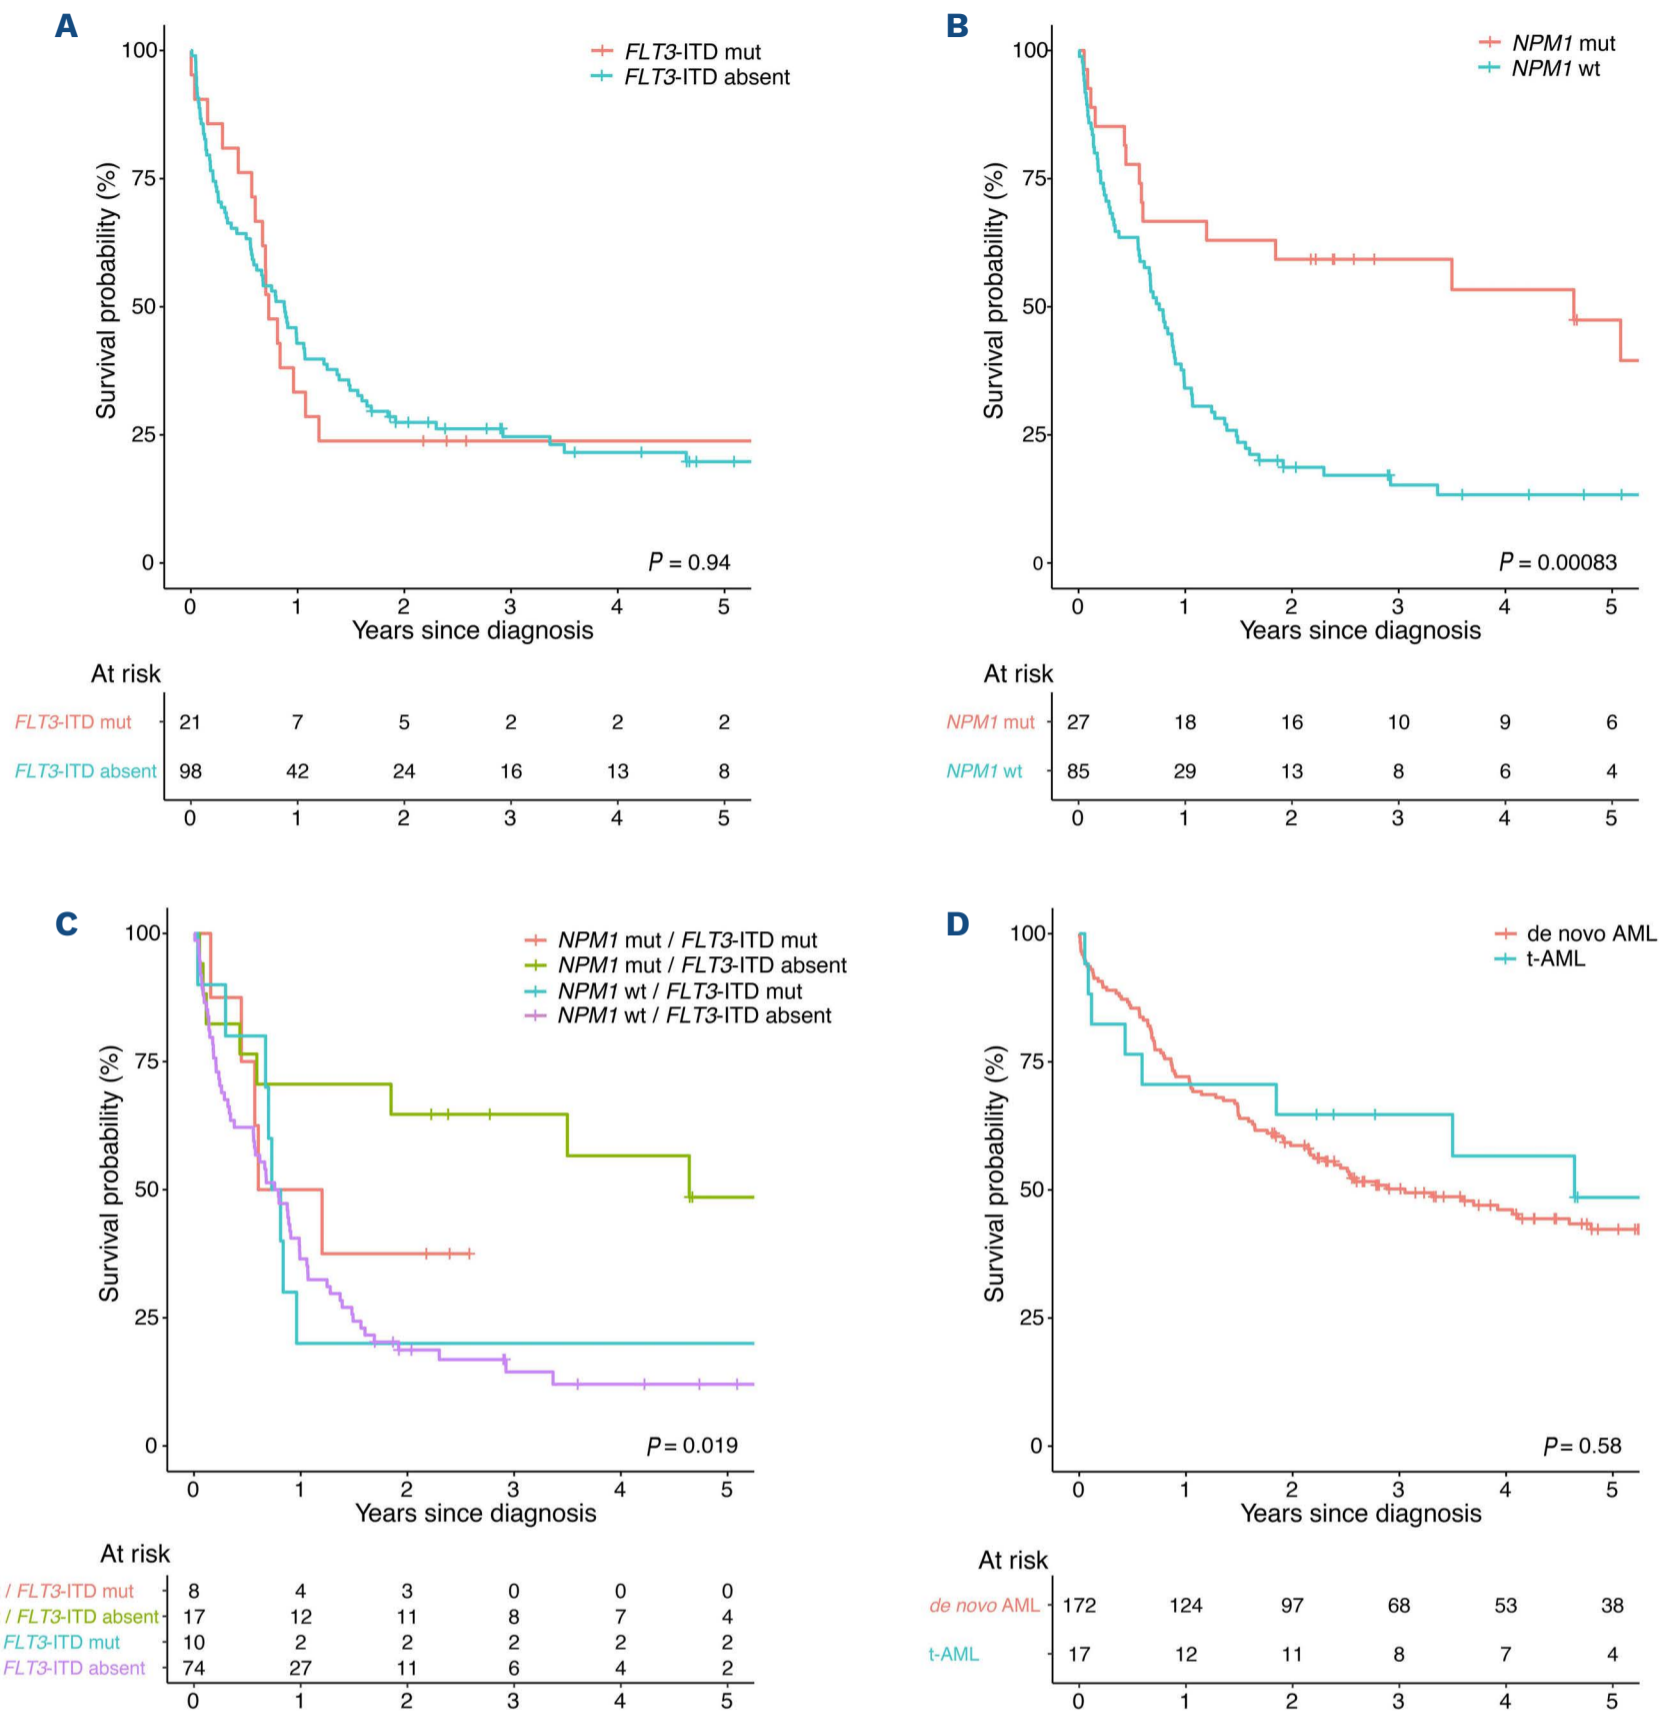 A
FLT3-ITD mut
FLT3-ITD absent
Survival probability (%)
100
75
50
25
0
P = 0.94
0 1 2 3 4 5
Years since diagnosis
At risk
FLT3-ITD mut 21 7 5 2 2 2
FLT3-ITD absent 98 42 24 16 13 8
0 1 2 3 4 5
B
NPM1 mut
NPM1 wt
Survival probability (%)
100
75
50
25
0
P = 0.00083
0 1 2 3 4 5
Years since diagnosis
At risk
NPM1 mut 27 18 16 10 9 6
NPM1 wt 85 29 13 8 6 4
0 1 2 3 4 5
C
NPM1 mut / FLT3-ITD mut
NPM1 mut / FLT3-ITD absent
NPM1 wt / FLT3-ITD mut
NPM1 wt / FLT3-ITD absent
Survival probability (%)
100
75
50
25
0
P = 0.019
0 1 2 3 4 5
Years since diagnosis
At risk
/ FLT3-ITD mut 8 4 3 0 0 0
/ FLT3-ITD absent 17 12 11 8 7 4
FLT3-ITD mut 10 2 2 2 2 2
FLT3-ITD absent 74 27 11 6 4 2
0 1 2 3 4 5
D
de novo AML
t-AML
Survival probability (%)
100
75
50
25
0
P = 0.58
0 1 2 3 4 5
Years since diagnosis
At risk
de novo AML 172 124 97 68 53 38
t-AML 17 12 11 8 7 4
0 1 2 3 4 5